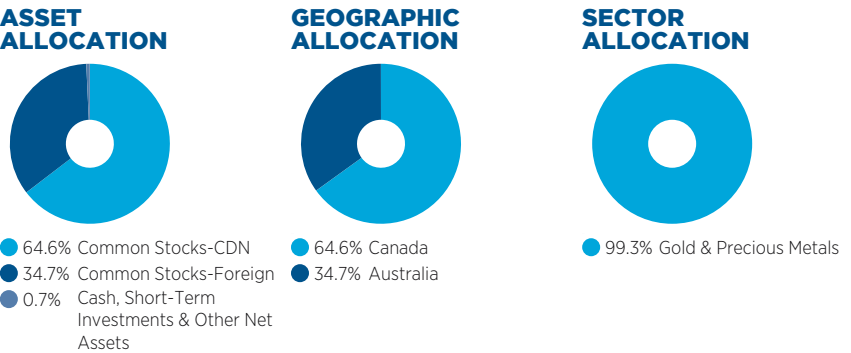 ASSET
ALLOCATION
64.6% Common Stocks-CDN
34.7% Common Stocks-Foreign
0.7% Cash, Short-Term
Investments & Other Net
Assets
GEOGRAPHIC
ALLOCATION
64.6% Canada
34.7% Australia
SECTOR
ALLOCATION
99.3% Gold & Precious Metals